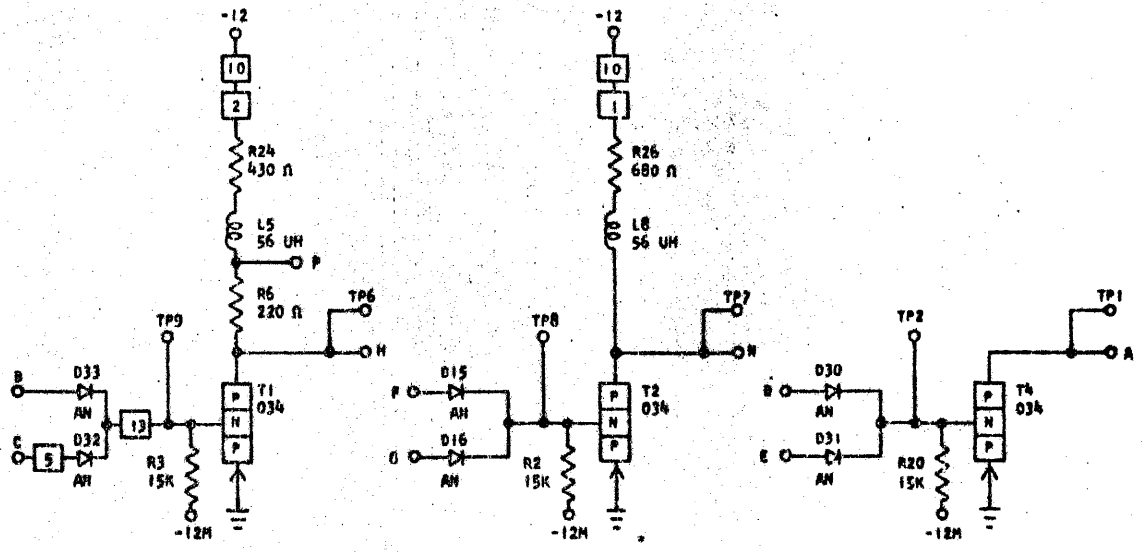 -12
-12
10
10
2
1
R24
430 Ω
R26
680 Ω
L5
56 UH
L8
56 UH
P
R6
220 Ω
TP6
TP7
TP1
TP9
TP8
TP2
H
N
A
B
D33
AN
T1
034
P
N
P
F
D15
AN
T2
034
P
N
P
D30
AN
T4
034
P
N
P
13
C
5
D32
AN
R3
15K
D16
AN
R2
15K
E
D31
AN
R20
15K
-12M
-12M
-12M